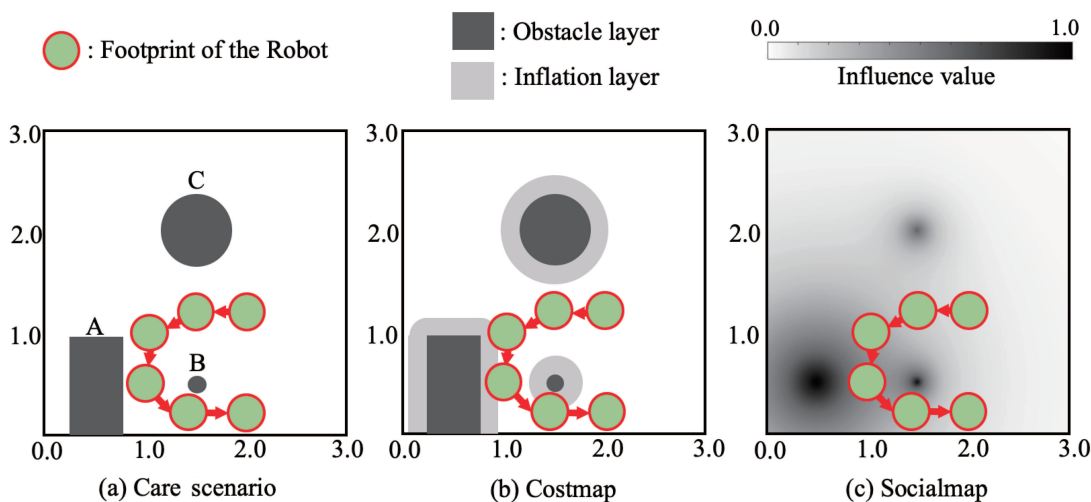 : Footprint of the Robot
: Obstacle layer
: Inflation layer
0.0 1.0
Influence value
3.0
2.0
1.0
0.0
1.0
2.0
3.0
A
B
C
(a) Care scenario
3.0
2.0
1.0
0.0
1.0
2.0
3.0
(b) Costmap
3.0
2.0
1.0
0.0
1.0
2.0
3.0
(c) Socialmap